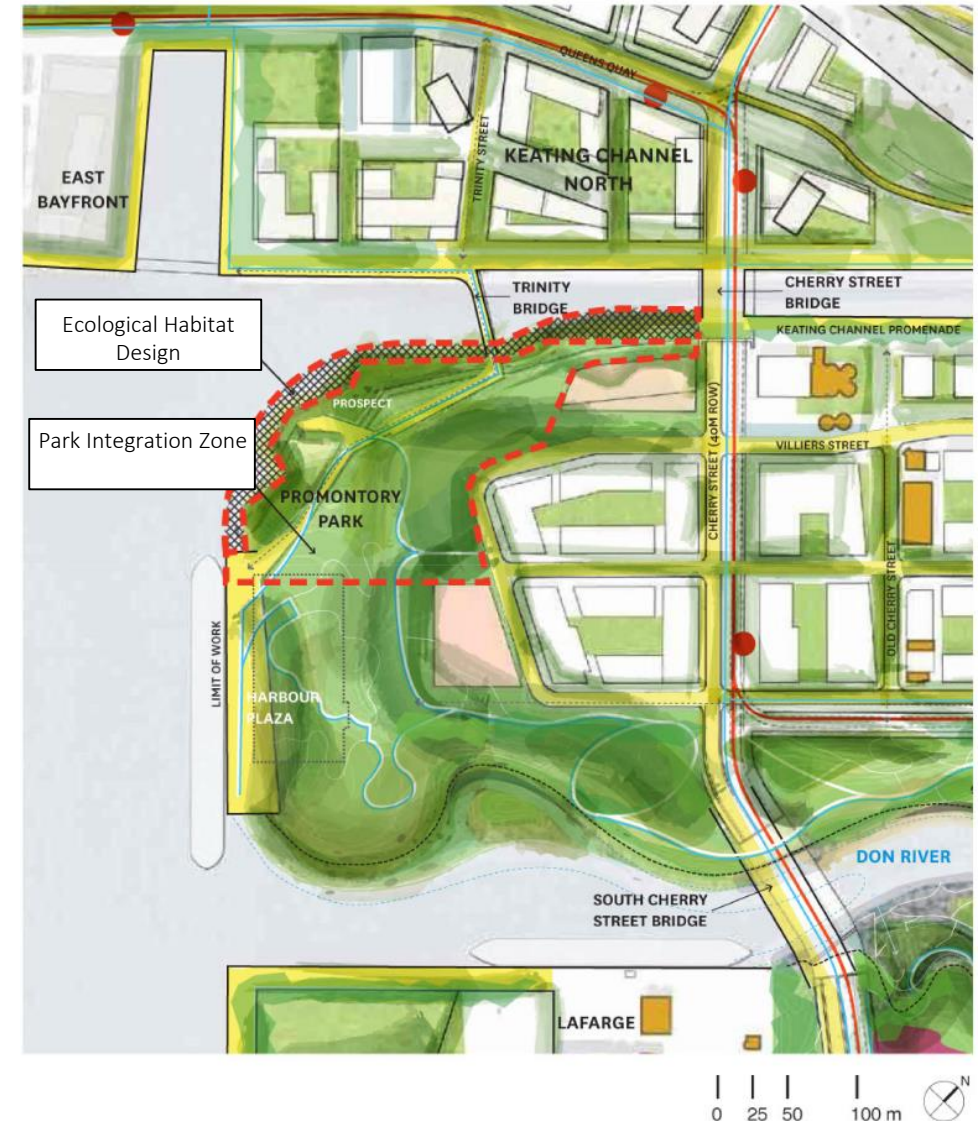 QUEENS QUAY
TRINITY STREET
KEATING CHANNEL
NORTH
EAST
BAYFRONT
TRINITY
BRIDGE
CHERRY STREET
BRIDGE
KEATING CHANNEL PROMENADE
Ecological Habitat
Design
Park Integration Zone
PROSPECT
PROMONTORY
PARK
CHERRY STREET (40M ROW)
VILLIERS STREET
OLD CHERRY STREET
LIMIT OF WORK
HARBOUR
PLAZA
DON RIVER
SOUTH CHERRY
STREET BRIDGE
LAFARGE
0 25 50 100 m
N